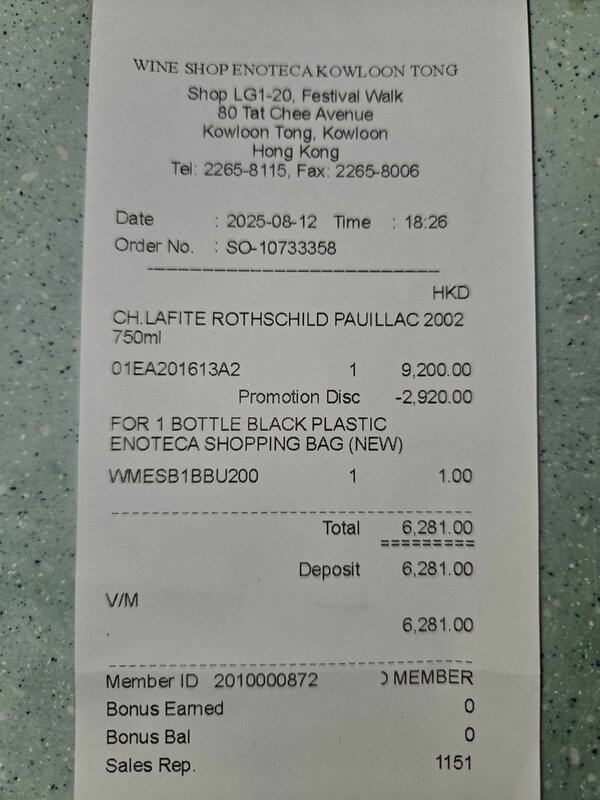 WINE SHOP ENOTECA KOWLOON TONG
Shop LG1-20, Festival Walk
80 Tat Chee Avenue
Kowloon Tong, Kowloon
Hong Kong
Tel: 2265-8115, Fax: 2265-8006
Date : 2025-08-12 Time : 18:26
Order No. : SO-10733358
HKD
CH.LAFITE ROTHSCHILD PAUILLAC 2002
750ml
01EA201613A2 1 9,200.00
Promotion Disc -2,920.00
FOR 1 BOTTLE BLACK PLASTIC
ENOTECA SHOPPING BAG (NEW)
WMESB1BBU200 1 1.00
Total 6,281.00
Deposit 6,281.00
V/M
6,281.00
Member ID 2010000872 MEMBER
Bonus Earned 0
Bonus Bal 0
Sales Rep. 1151